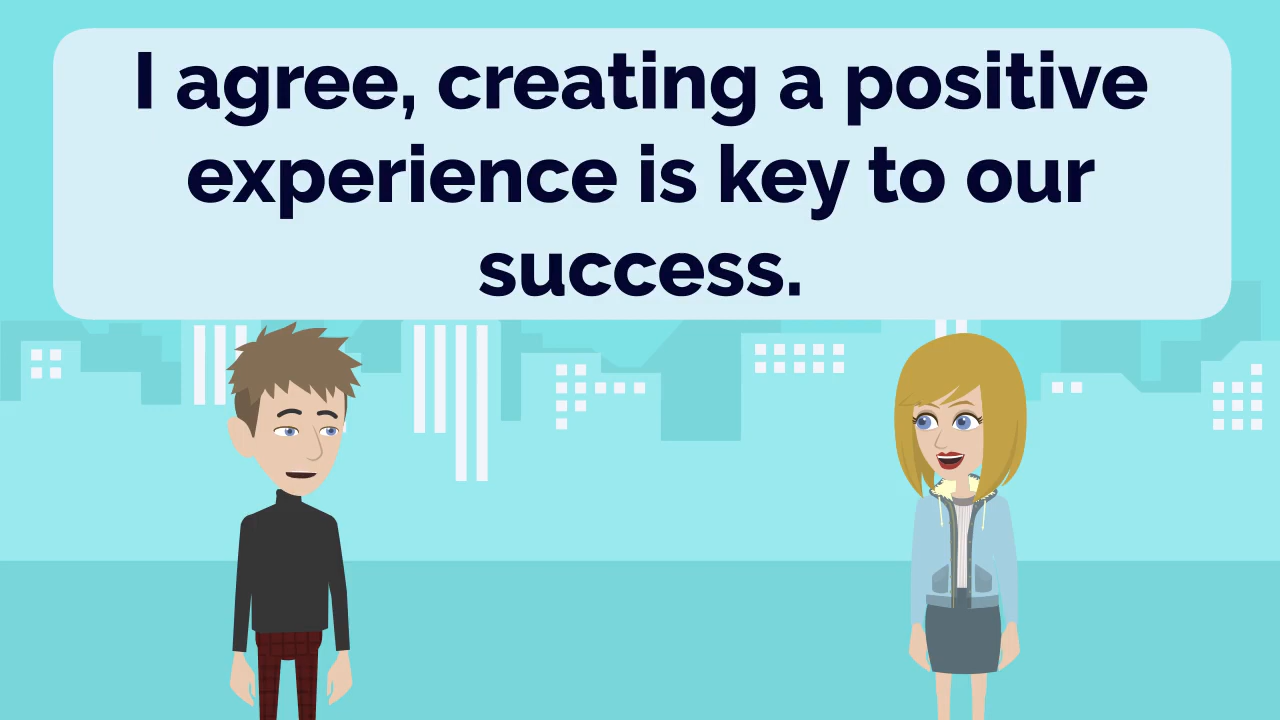 I agree, creating a positive
experience is key to our
success.